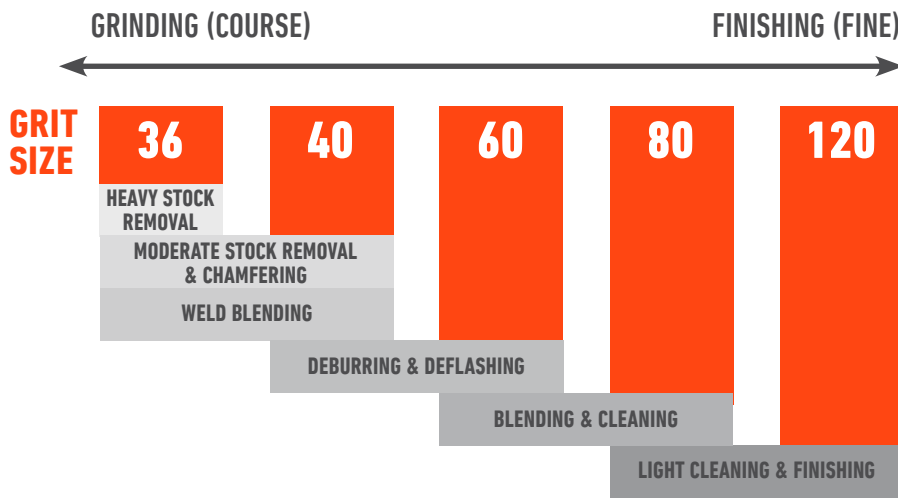 GRINDING (COURSE) FINISHING (FINE)
GRIT
SIZE
36 40 60 80 120
HEAVY STOCK
REMOVAL
MODERATE STOCK REMOVAL
& CHAMFERING
WELD BLENDING
DEBURRING & DEFLASHING
BLENDING & CLEANING
LIGHT CLEANING & FINISHING